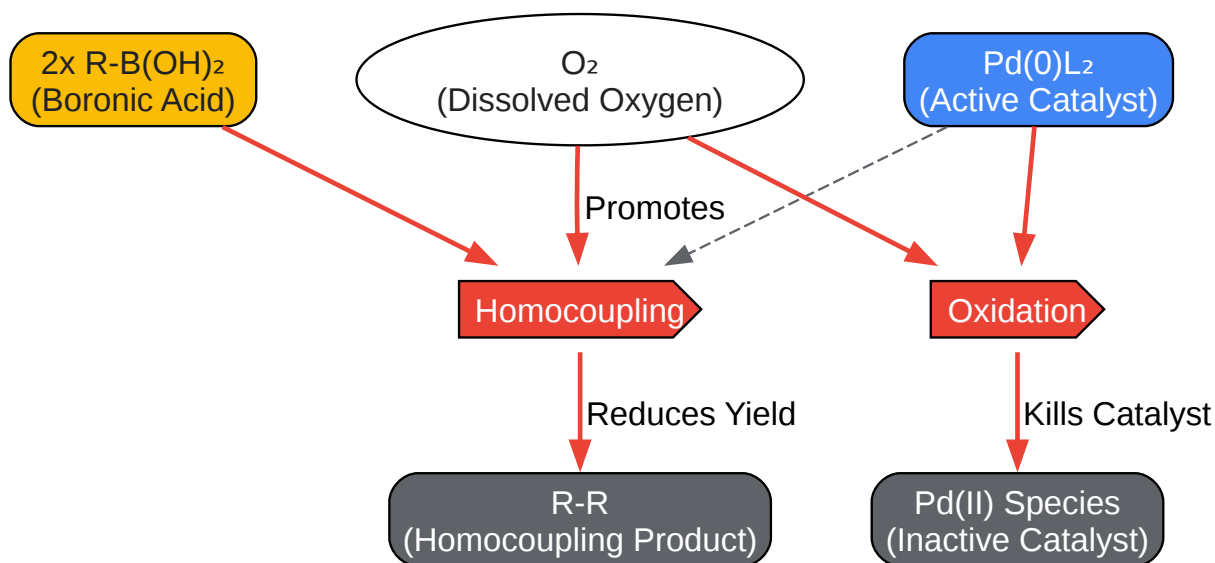 2x R-B(OH)₂
(Boronic Acid)
O₂
(Dissolved Oxygen)
Pd(0)L₂
(Active Catalyst)
Promotes
Homocoupling
Oxidation
Reduces Yield
Kills Catalyst
R-R
(Homocoupling Product)
Pd(II) Species
(Inactive Catalyst)